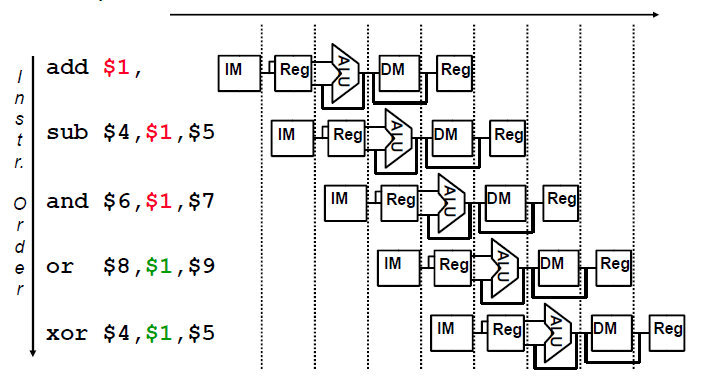 Instr. Order
add $1,
IM Reg ALU DM Reg
sub $4,$1,$5
IM Reg ALU DM Reg
and $6,$1,$7
IM Reg ALU DM Reg
or $8,$1,$9
IM Reg ALU DM Reg
xor $4,$1,$5
IM Reg ALU DM Reg